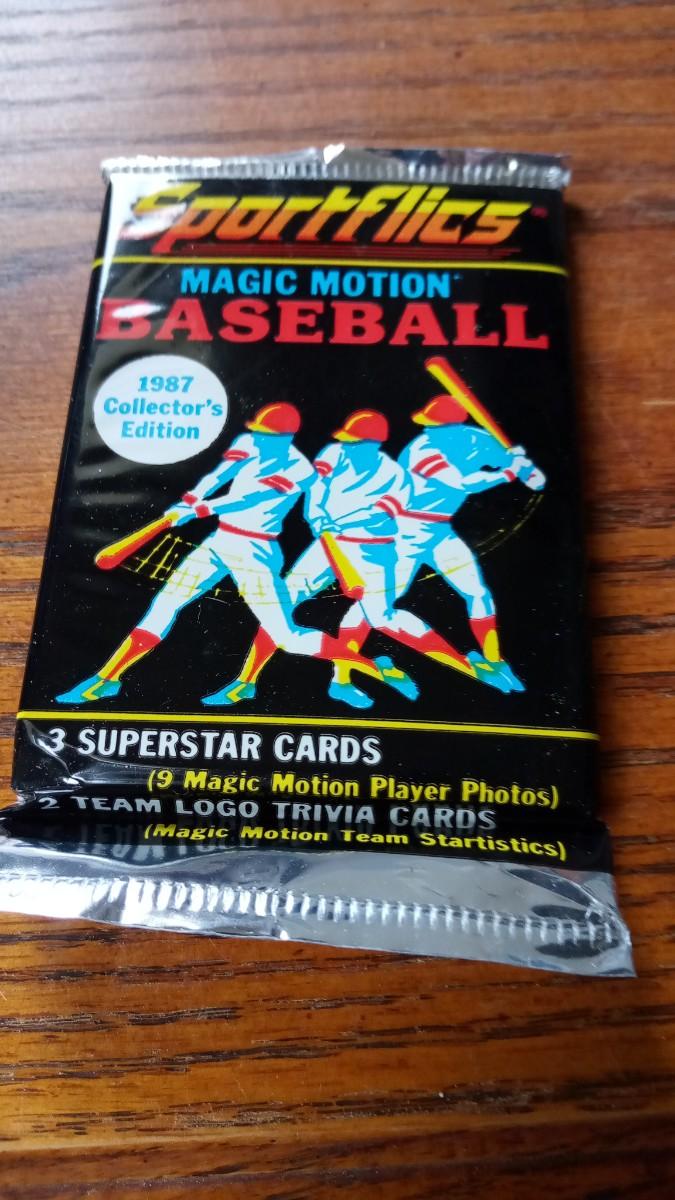 Sportflics
MAGIC MOTION
BASEBALL
1987
Collector's
Edition
3 SUPERSTAR CARDS
(9 Magic Motion Player Photos)
2 TEAM LOGO TRIVIA CARDS
(Magic Motion Team Startistics)